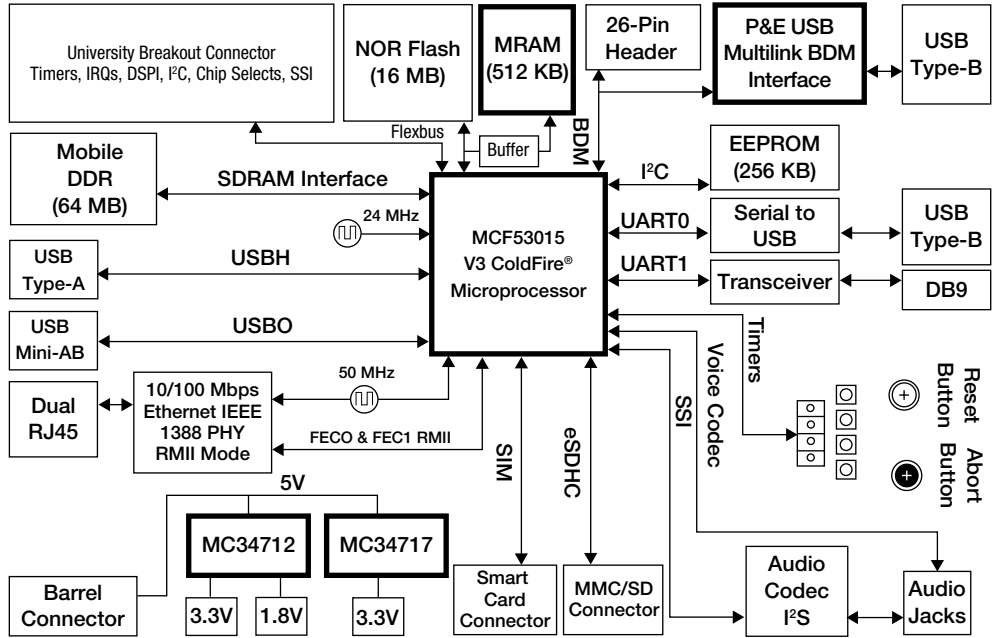 University Breakout Connector
Timers, IRQs, DSPI, I²C, Chip Selects, SSI
NOR Flash
(16 MB)
MRAM
(512 KB)
26-Pin
Header
P&E USB
Multilink BDM
Interface
USB
Type-B
Flexbus
Buffer
BDM
Mobile
DDR
(64 MB)
SDRAM Interface
I²C
EEPROM
(256 KB)
24 MHz
MCF53015
V3 ColdFire®
Microprocessor
UART0
Serial to
USB
USB
Type-B
USB
Type-A
USBH
UART1
Transceiver
DB9
USB
Mini-AB
USBO
Timers
Voice Codec
SSI
Reset
Button
Abort
Button
Dual
RJ45
10/100 Mbps
Ethernet IEEE
1388 PHY
RMII Mode
50 MHz
FECO & FEC1 RMII
SIM
eSDHC
5V
MC34712
MC34717
Barrel
Connector
3.3V
1.8V
3.3V
Smart
Card
Connector
MMC/SD
Connector
Audio
Codec
I²S
Audio
Jacks